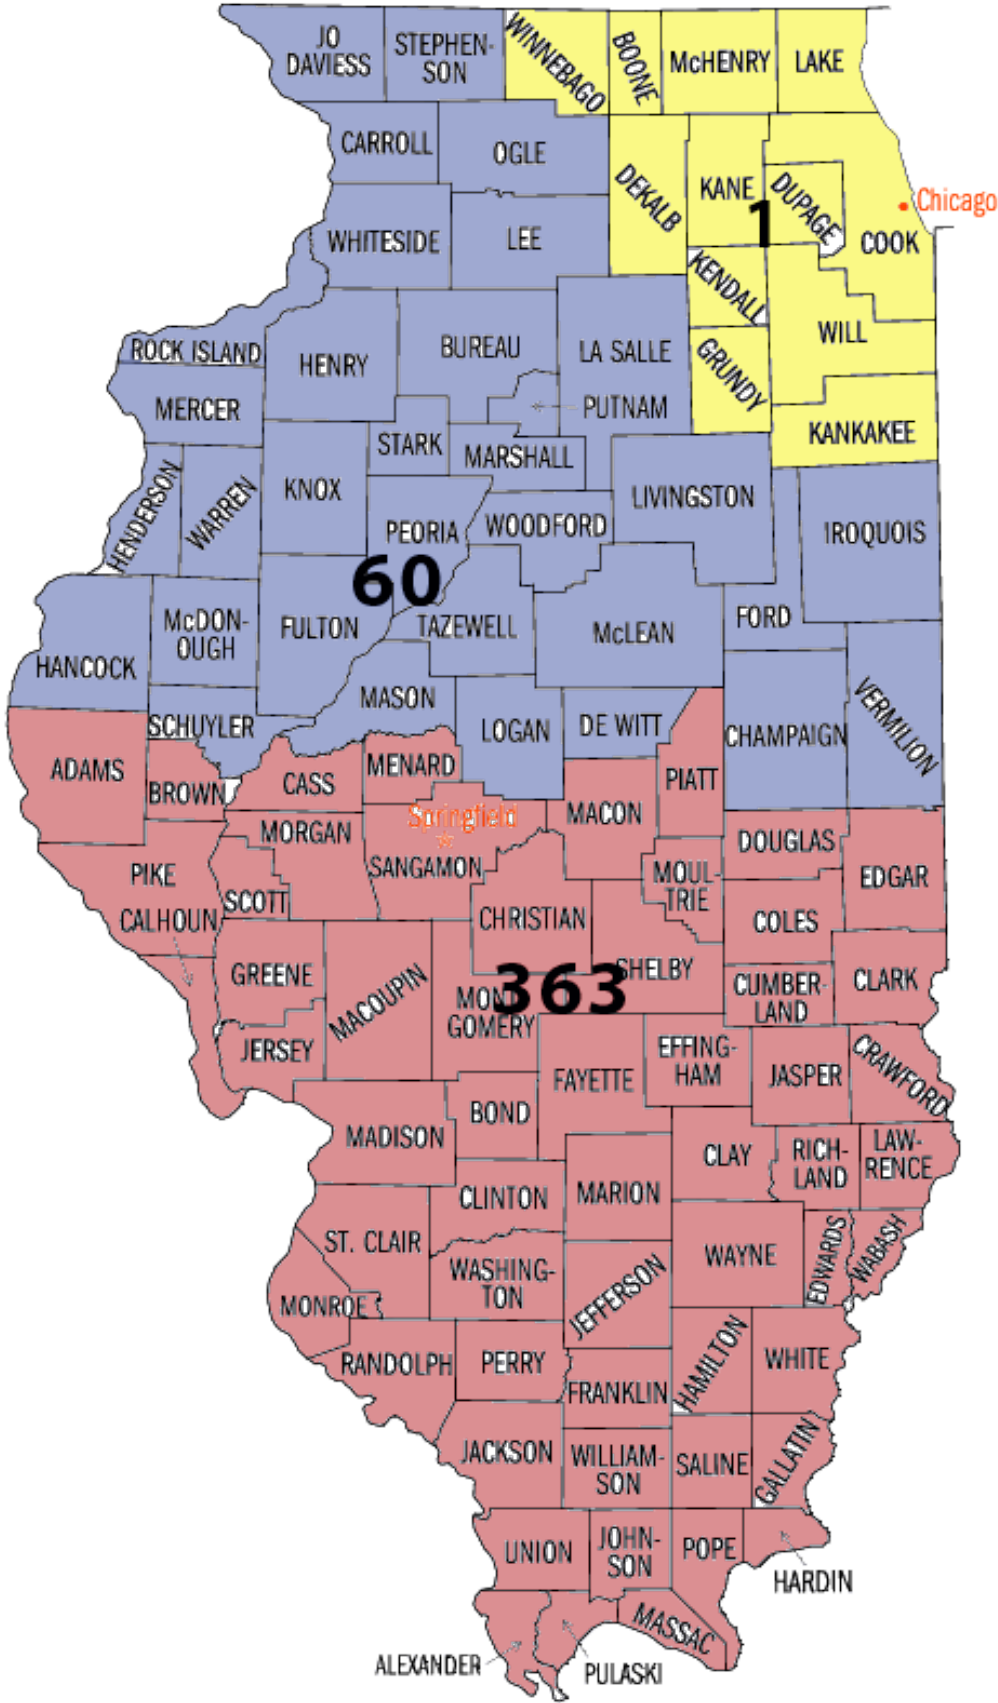 JO
DAVIESS
STEPHEN-
SON
WINNEBAGO
BOONE
McHENRY
LAKE
CARROLL
OGLE
DEKALB
KANE
DUPAGE
Chicago
COOK
1
WHITESIDE
LEE
KENDALL
WILL
ROCK ISLAND
HENRY
BUREAU
LA SALLE
GRUNDY
MERCER
PUTNAM
KANKAKEE
STARK
MARSHALL
HENDERSON
WARREN
KNOX
PEORIA
WOODFORD
LIVINGSTON
IROQUOIS
60
HANCOCK
McDON-
OUGH
FULTON
TAZEWELL
McLEAN
FORD
SCHUYLER
MASON
LOGAN
DE WITT
CHAMPAIGN
VERMILION
ADAMS
BROWN
CASS
MENARD
MACON
PIATT
Springfield
PIKE
MORGAN
SANGAMON
DOUGLAS
EDGAR
SCOTT
CHRISTIAN
MOUL-
TRIE
COLES
CALHOUN
GREENE
MACOUPIN
MONT
GOMERY
363
SHELBY
CUMBER-
LAND
CLARK
JERSEY
FAYETTE
EFFING-
HAM
JASPER
CRAWFORD
MADISON
BOND
CLAY
RICH-
LAND
LAW-
RENCE
CLINTON
MARION
ST. CLAIR
WASHING-
TON
JEFFERSON
WAYNE
EDWARDS
WABASH
MONROE
RANDOLPH
PERRY
FRANKLIN
HAMILTON
WHITE
JACKSON
WILLIAM-
SON
SALINE
GALLATIN
UNION
JOHN-
SON
POPE
HARDIN
MASSAC
ALEXANDER
PULASKI